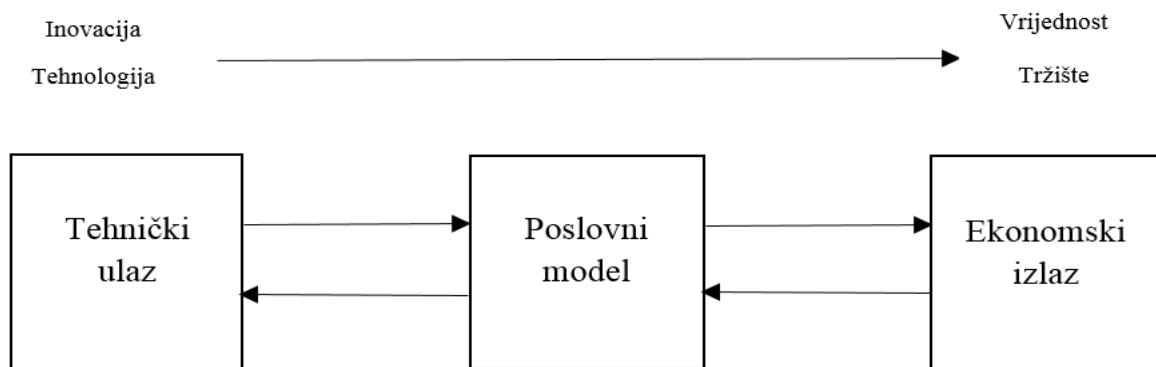 Inovacija
Tehnologija
Vrijednost
Tržište
Tehnički
ulaz
Poslovni
model
Ekonomski
izlaz